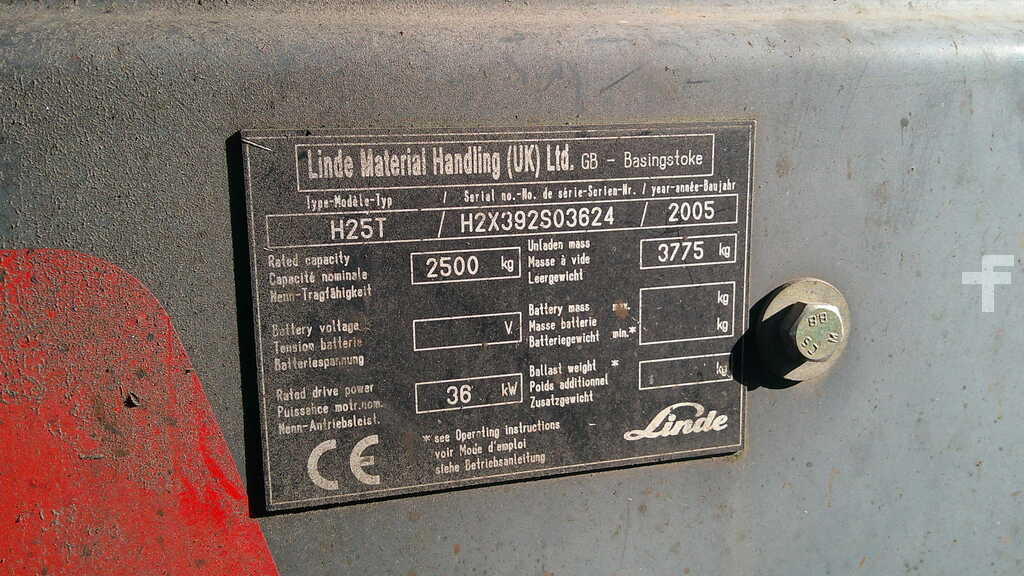 Linde Material Handling (UK) Ltd. GB - Basingstoke
Type-Modèle-Typ / Serial no.-No. de série-Serien-Nr. / year-année-Baujahr
H25T / H2X392S03624 / 2005
Rated capacity
Capacité nominale
Nenn-Tragfähigkeit
2500 kg
Unladen mass
Masse à vide
Leergewicht
3775 kg
Battery voltage
Tension batterie
Batteriespannung
V
Battery mass max.
Masse batterie
Batteriegewicht min.*
kg
kg
Rated drive power
Puissance motr.nom.
Nenn-Antriebsleist.
36 kW
Ballast weight *
Poids additionnel
Zusatzgewicht
kg
CE
* see Operating instructions
voir Mode d'emploi
siehe Betriebsanleitung
Linde
8.8
F